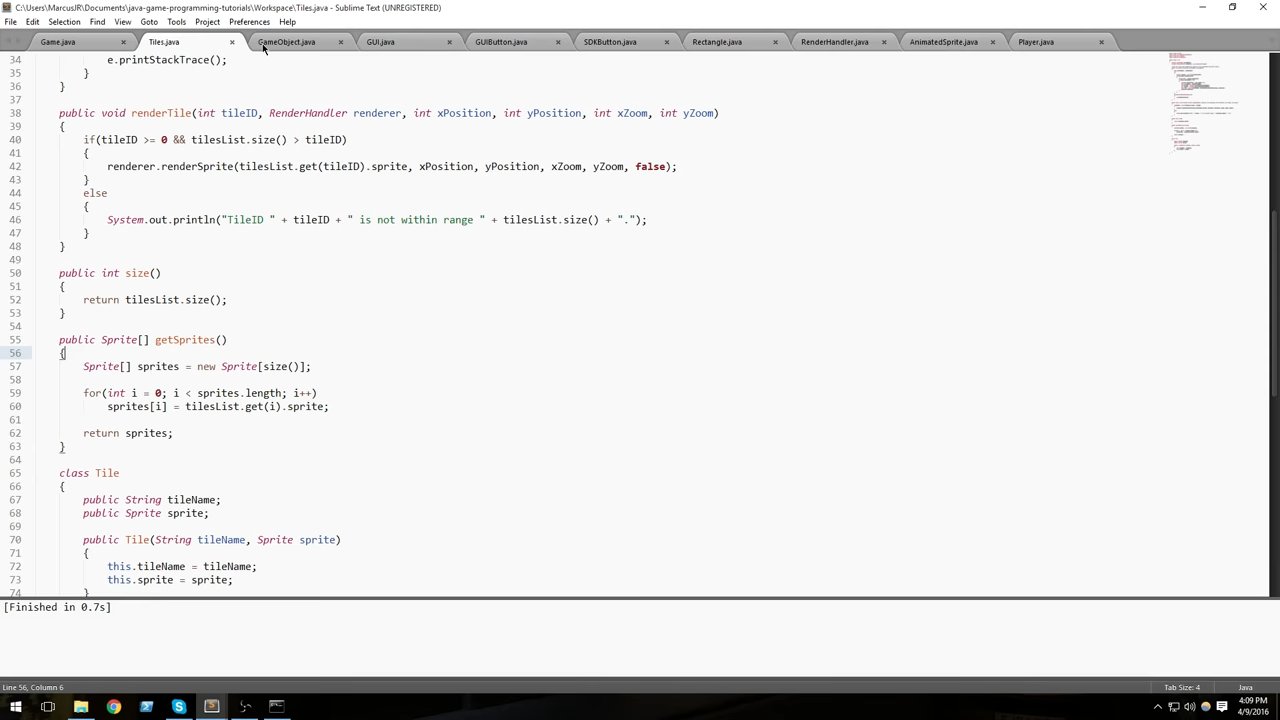 C:\Users\MarcusJR\Documents\java-game-programming-tutorials\Workspace\Tiles.java - Sublime Text (UNREGISTERED)
File Edit Selection Find View Goto Tools Project Preferences Help
Game.java Tiles.java GameObject.java GUI.java GUIButton.java SDKButton.java Rectangle.java RenderHandler.java AnimatedSprite.java Player.java
34 e.printStackTrace();
35 }
36 }
37
38 public void renderTile(int tileID, RenderHandler renderer, int xPosition, int yPosition, int xZoom, int yZoom)
39 {
40 if(tileID >= 0 && tilesList.size() > tileID)
41 {
42 renderer.renderSprite(tilesList.get(tileID).sprite, xPosition, yPosition, xZoom, yZoom, false);
43 }
44 else
45 {
46 System.out.println("TileID " + tileID + " is not within range " + tilesList.size() + ".");
47 }
48 }
49
50 public int size()
51 {
52 return tilesList.size();
53 }
54
55 public Sprite[] getSprites()
56 {
57 Sprite[] sprites = new Sprite[size()];
58
59 for(int i = 0; i < sprites.length; i++)
60 sprites[i] = tilesList.get(i).sprite;
61
62 return sprites;
63 }
64
65 class Tile
66 {
67 public String tileName;
68 public Sprite sprite;
69
70 public Tile(String tileName, Sprite sprite)
71 {
72 this.tileName = tileName;
73 this.sprite = sprite;
74 }
[Finished in 0.7s]
Line 56, Column 6 Tab Size: 4 Java
4:09 PM
4/9/2016